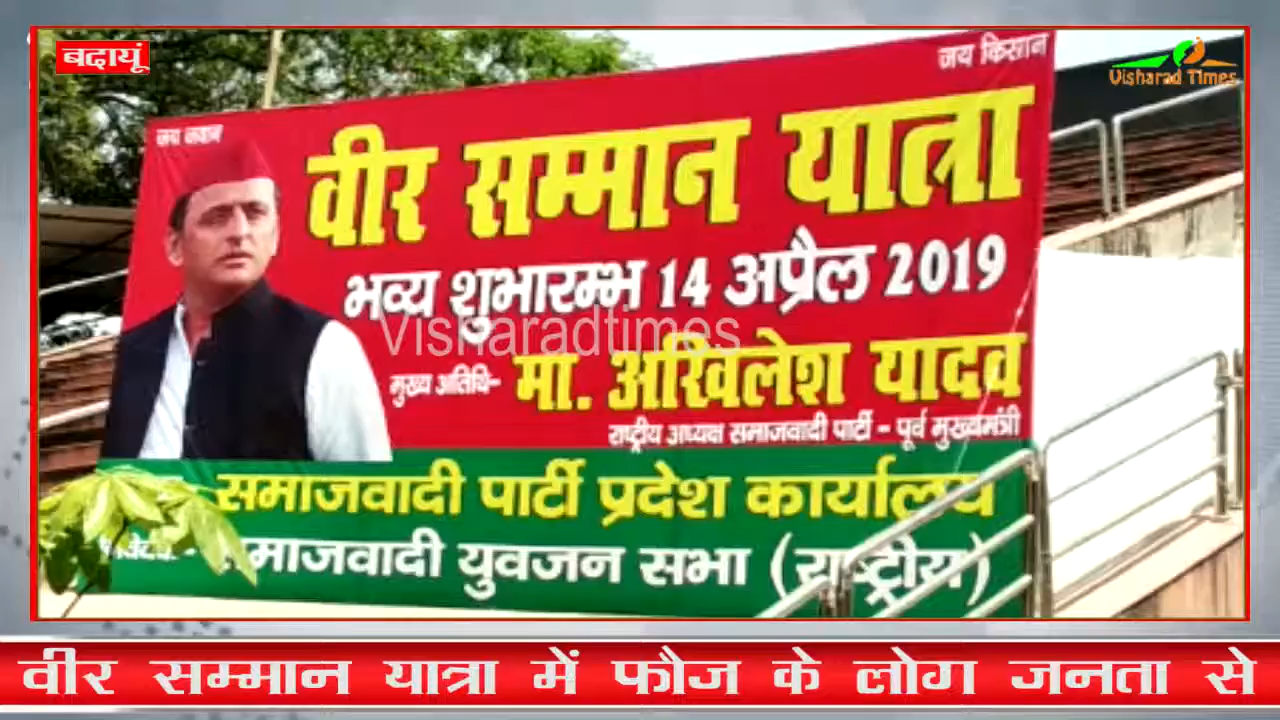 बदायूं
Visharad Times
जय जवान
जय किसान
वीर सम्मान यात्रा
भव्य शुभारम्भ 14 अप्रैल 2019
Visharadtimes
मुख्य अतिथि- मा. अखिलेश यादव
राष्ट्रीय अध्यक्ष समाजवादी पार्टी - पूर्व मुख्यमंत्री
समाजवादी पार्टी प्रदेश कार्यालय
समाजवादी युवजन सभा (राष्ट्रीय)
वीर सम्मान यात्रा में फौज के लोग जनता से